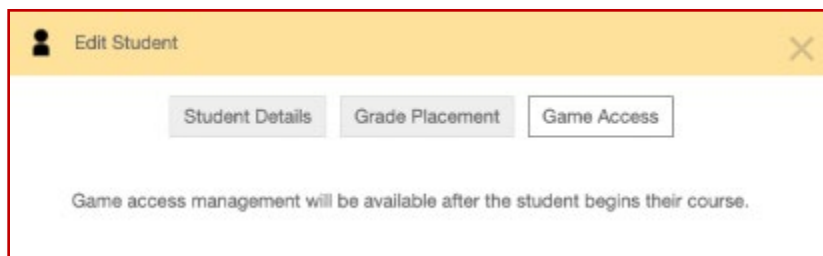 Edit Student
Student Details Grade Placement Game Access
Game access management will be available after the student begins their course.